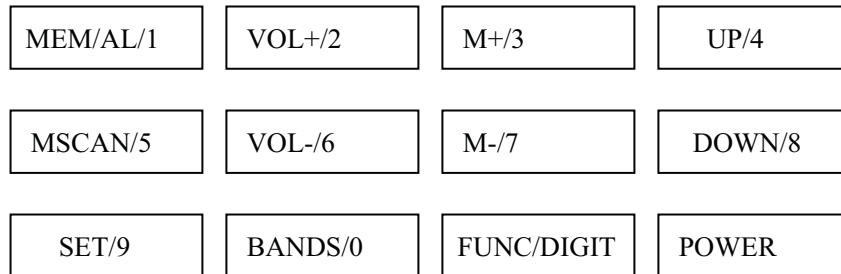 MEM/AL/1 VOL+/2 M+/3 UP/4
MSCAN/5 VOL-/6 M-/7 DOWN/8
SET/9 BANDS/0 FUNC/DIGIT POWER